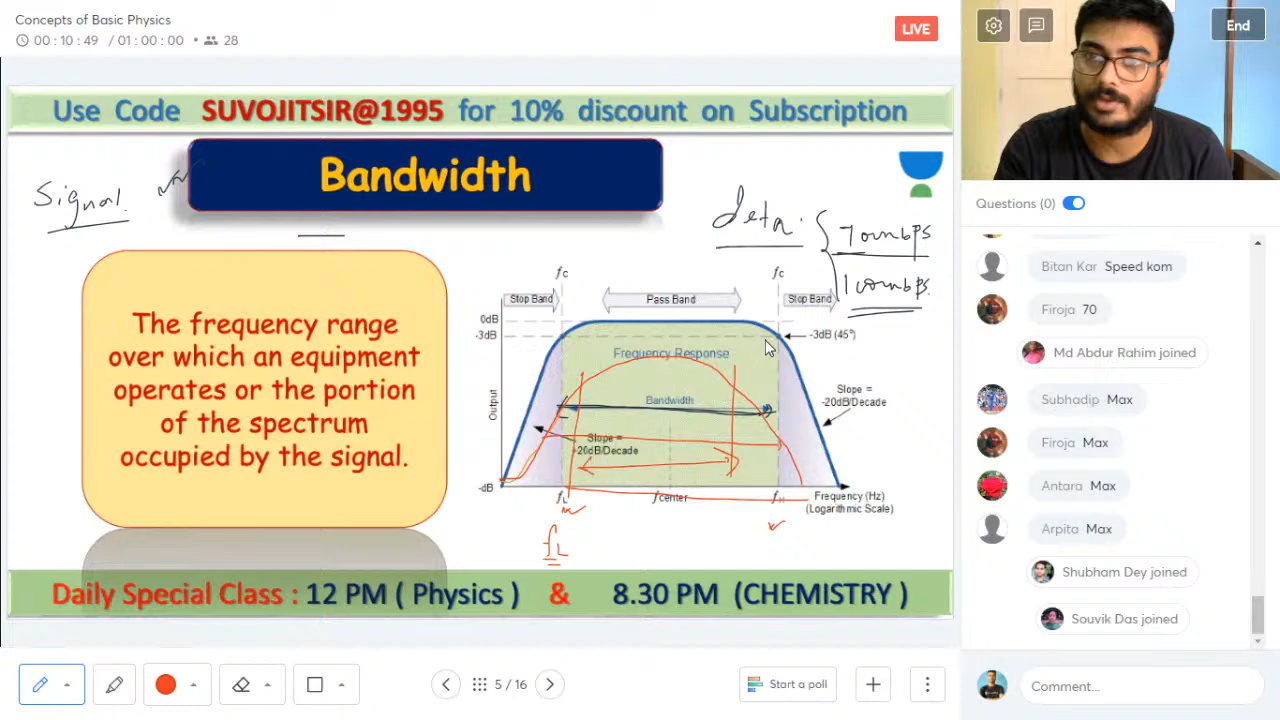 Concepts of Basic Physics
00 : 10 : 49 / 01 : 00 : 00 • 28
LIVE
End
Use Code SUVOJITSIR@1995 for 10% discount on Subscription
Bandwidth
Signal
70 mbps
100 mbps
The frequency range
over which an equipment
operates or the portion
of the spectrum
occupied by the signal.
fc
fc
Stop Band
Pass Band
Stop Band
0dB
-3dB
-3dB (45°)
Frequency Response
Bandwidth
Output
Slope =
-20dB/Decade
Slope =
-20dB/Decade
-dB
fL
fcenter
fH
Frequency (Hz)
(Logarithmic Scale)
fL
Daily Special Class : 12 PM ( Physics ) & 8.30 PM (CHEMISTRY )
5 / 16
Start a poll
Questions (0)
Bitan Kar Speed kom
Firoja 70
Md Abdur Rahim joined
Subhadip Max
Firoja Max
Antara Max
Arpita Max
Shubham Dey joined
Souvik Das joined
Comment...